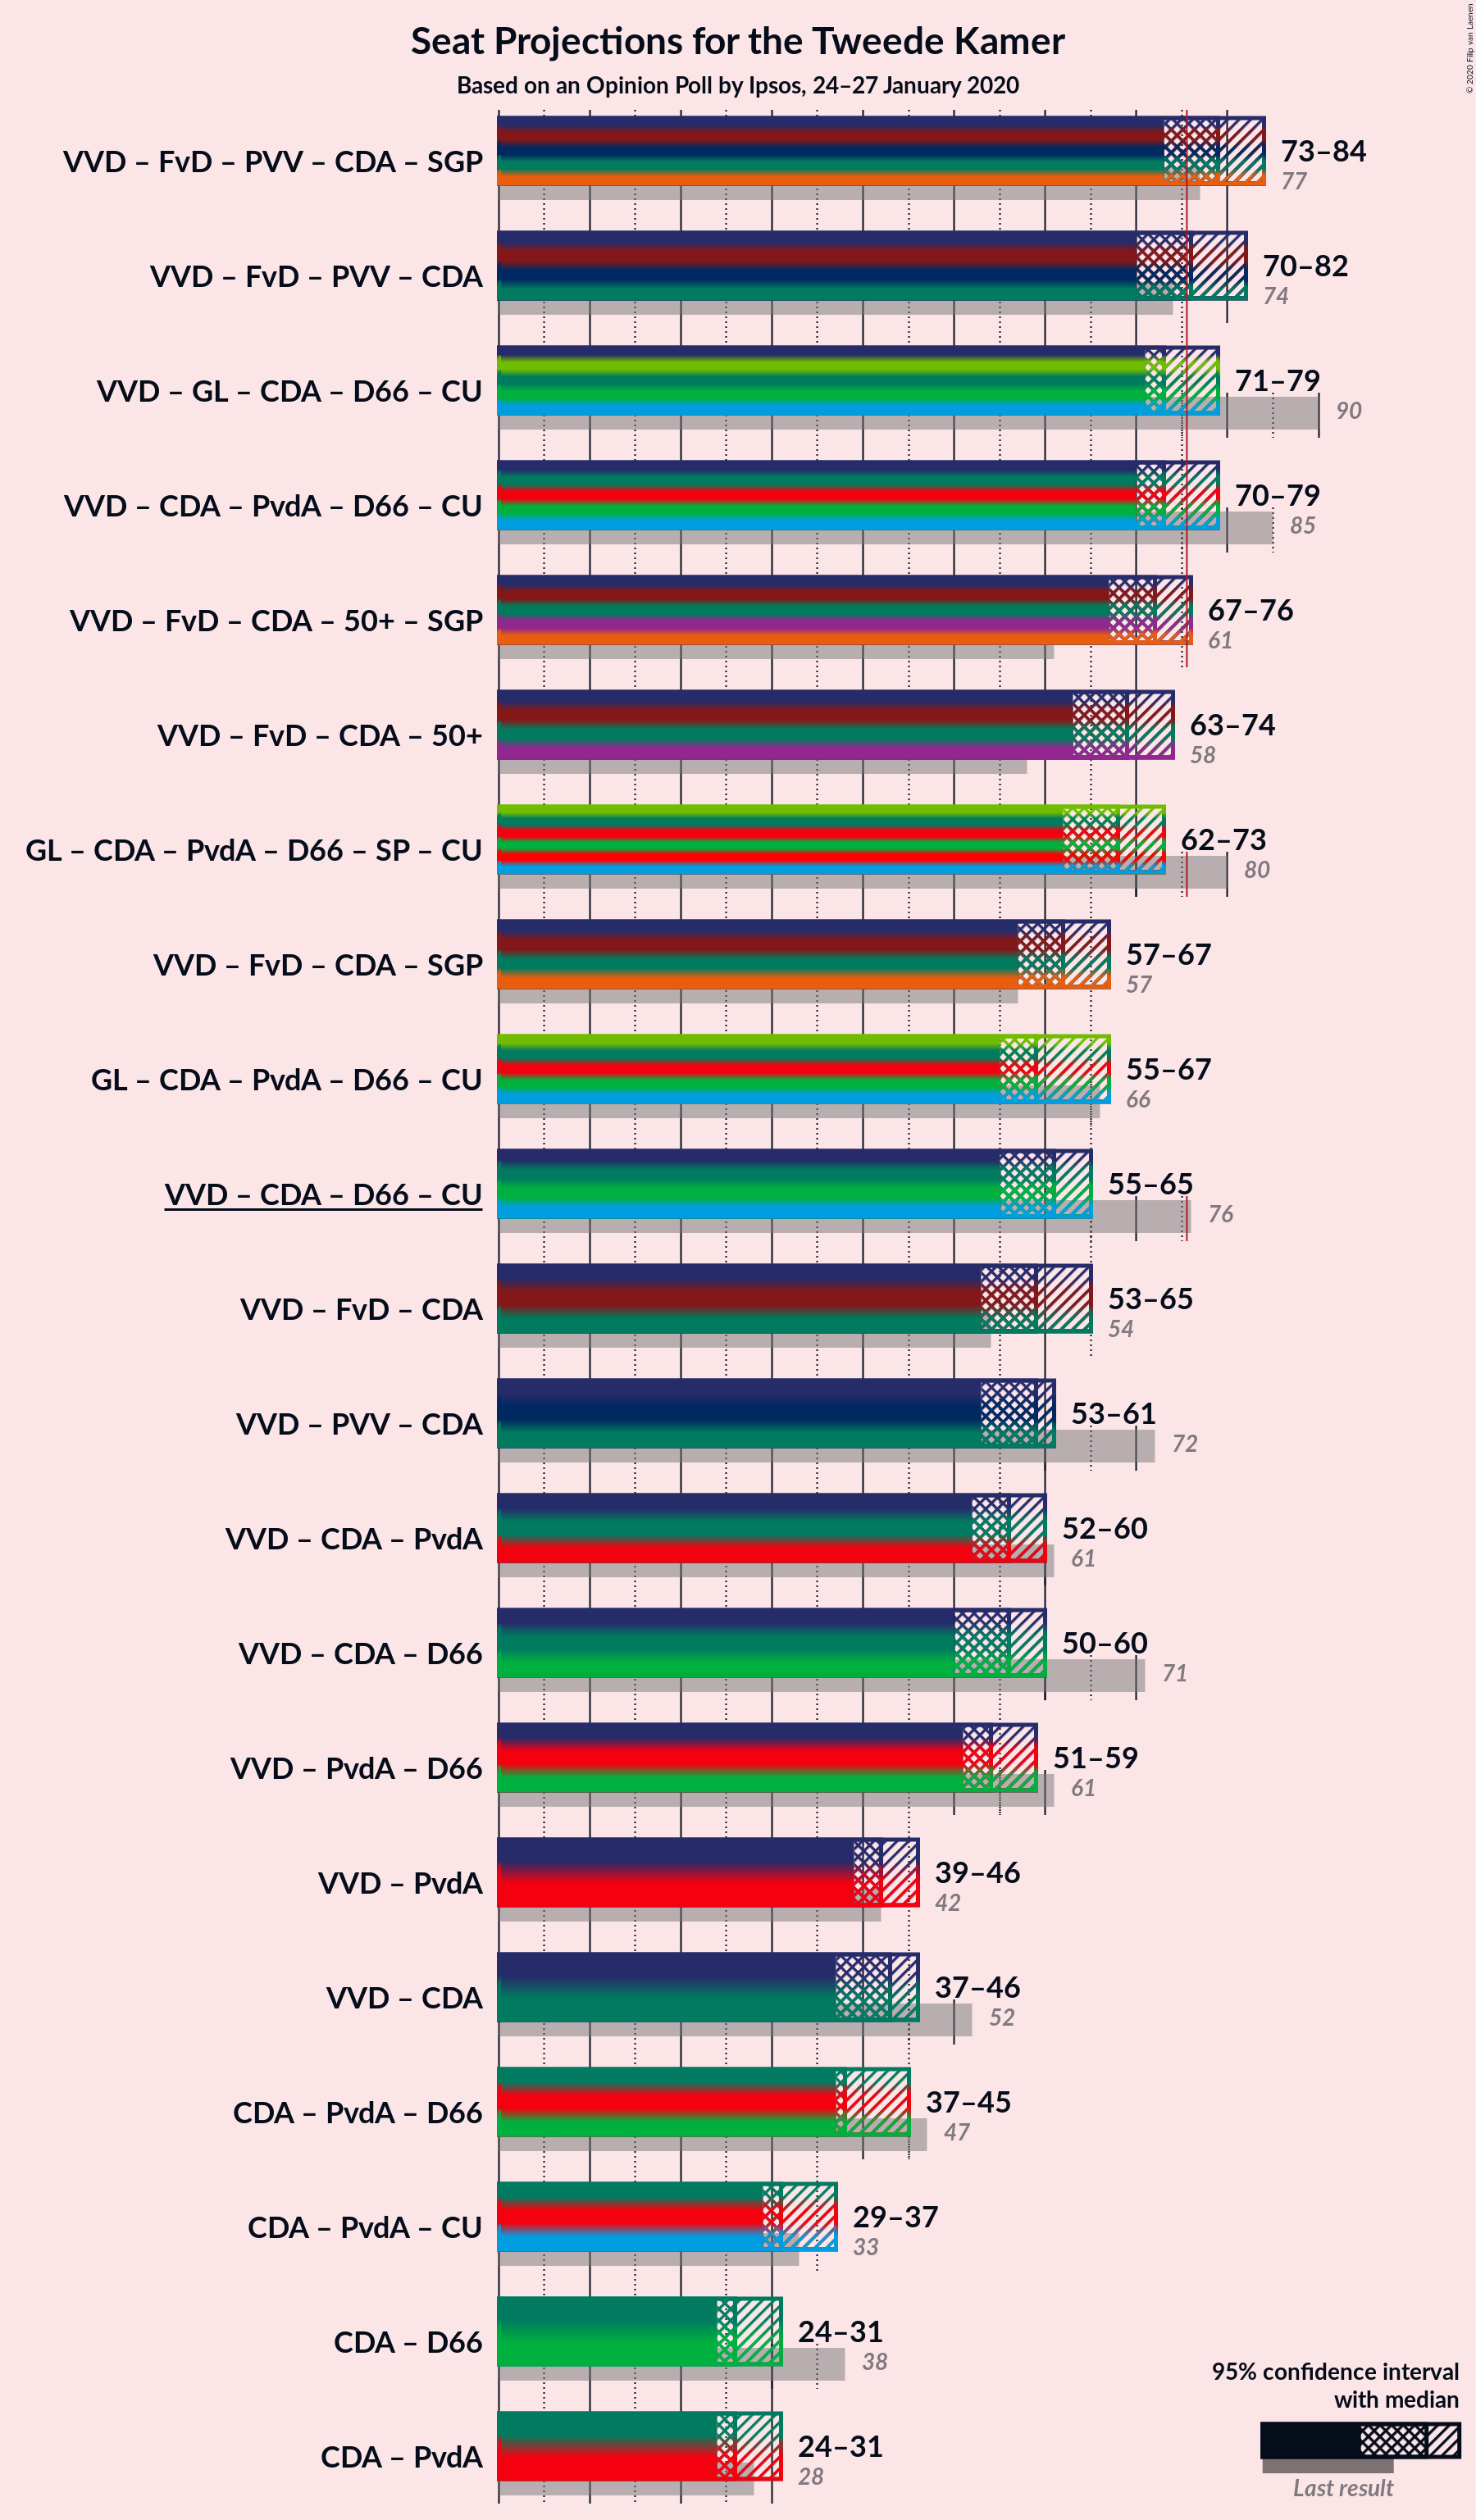 © 2020 Filip van Laenen
Seat Projections for the Tweede Kamer
Based on an Opinion Poll by Ipsos, 24–27 January 2020
VVD – FvD – PVV – CDA – SGP
73–84
77
VVD – FvD – PVV – CDA
70–82
74
VVD – GL – CDA – D66 – CU
71–79
90
VVD – CDA – PvdA – D66 – CU
70–79
85
VVD – FvD – CDA – 50+ – SGP
67–76
61
VVD – FvD – CDA – 50+
63–74
58
GL – CDA – PvdA – D66 – SP – CU
62–73
80
VVD – FvD – CDA – SGP
57–67
57
GL – CDA – PvdA – D66 – CU
55–67
66
VVD – CDA – D66 – CU
55–65
76
VVD – FvD – CDA
53–65
54
VVD – PVV – CDA
53–61
72
VVD – CDA – PvdA
52–60
61
VVD – CDA – D66
50–60
71
VVD – PvdA – D66
51–59
61
VVD – PvdA
39–46
42
VVD – CDA
37–46
52
CDA – PvdA – D66
37–45
47
CDA – PvdA – CU
29–37
33
CDA – D66
24–31
38
CDA – PvdA
24–31
28
95% confidence interval
with median
Last result